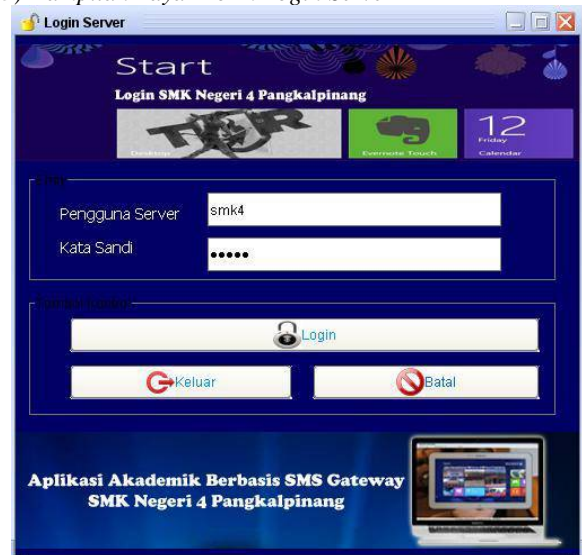 Login Server
Start
Login SMK Negeri 4 Pangkalpinang
Desktop
Evernote Touch
12
Friday
Calendar
Pengguna Server
smk4
Kata Sandi
•••••
Login
Keluar
Batal
Aplikasi Akademik Berbasis SMS Gateway
SMK Negeri 4 Pangkalpinang